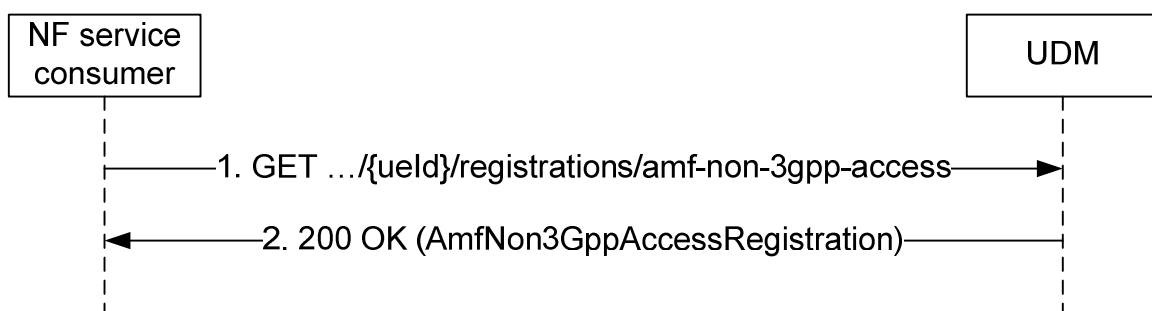 NF service
consumer
UDM
1. GET …/{ueId}/registrations/amf-non-3gpp-access
2. 200 OK (AmfNon3GppAccessRegistration)